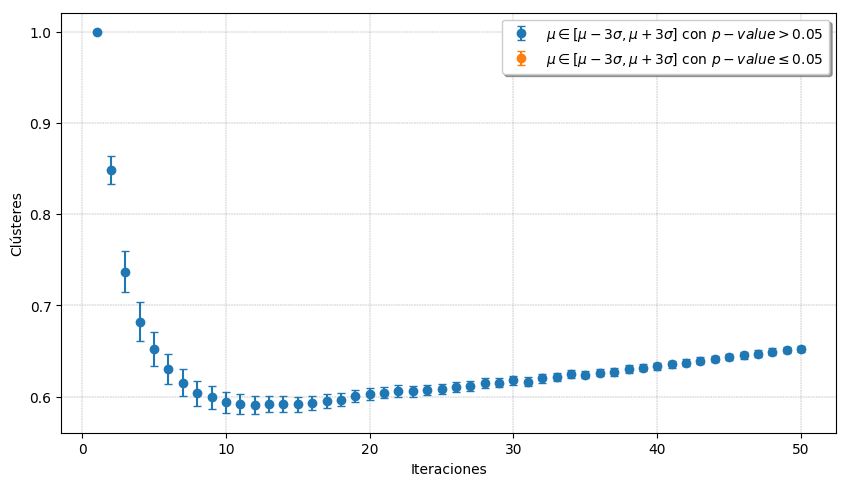 μ ∈ [μ − 3σ, μ + 3σ] con p − value > 0.05
μ ∈ [μ − 3σ, μ + 3σ] con p − value ≤ 0.05
Clústeres
1.0
0.9
0.8
0.7
0.6
0 10 20 30 40 50
Iteraciones